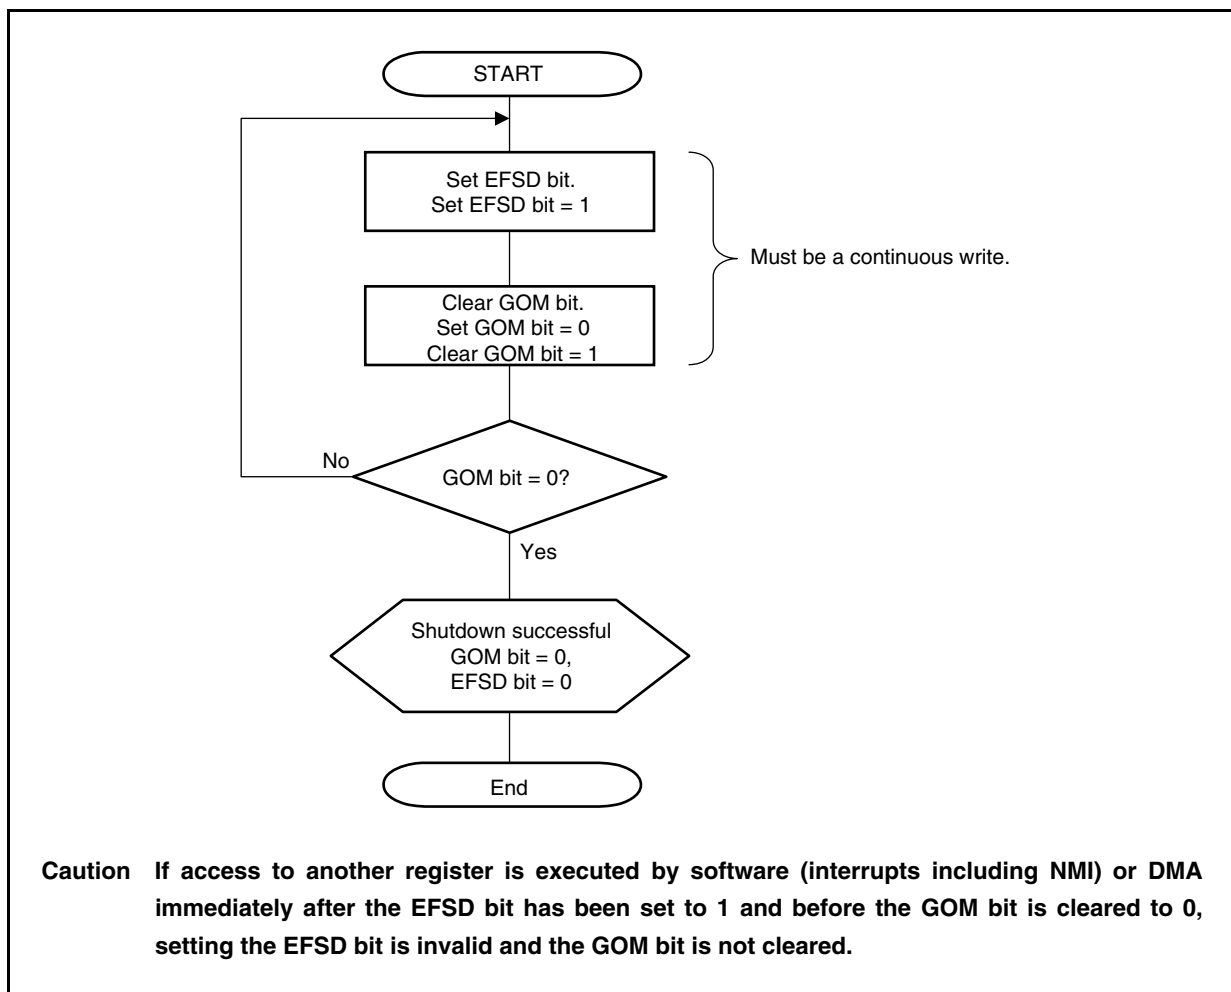 START
Set EFSD bit.
Set EFSD bit = 1
Must be a continuous write.
Clear GOM bit.
Set GOM bit = 0
Clear GOM bit = 1
No
GOM bit = 0?
Yes
Shutdown successful
GOM bit = 0,
EFSD bit = 0
End
Caution If access to another register is executed by software (interrupts including NMI) or DMA
immediately after the EFSD bit has been set to 1 and before the GOM bit is cleared to 0,
setting the EFSD bit is invalid and the GOM bit is not cleared.